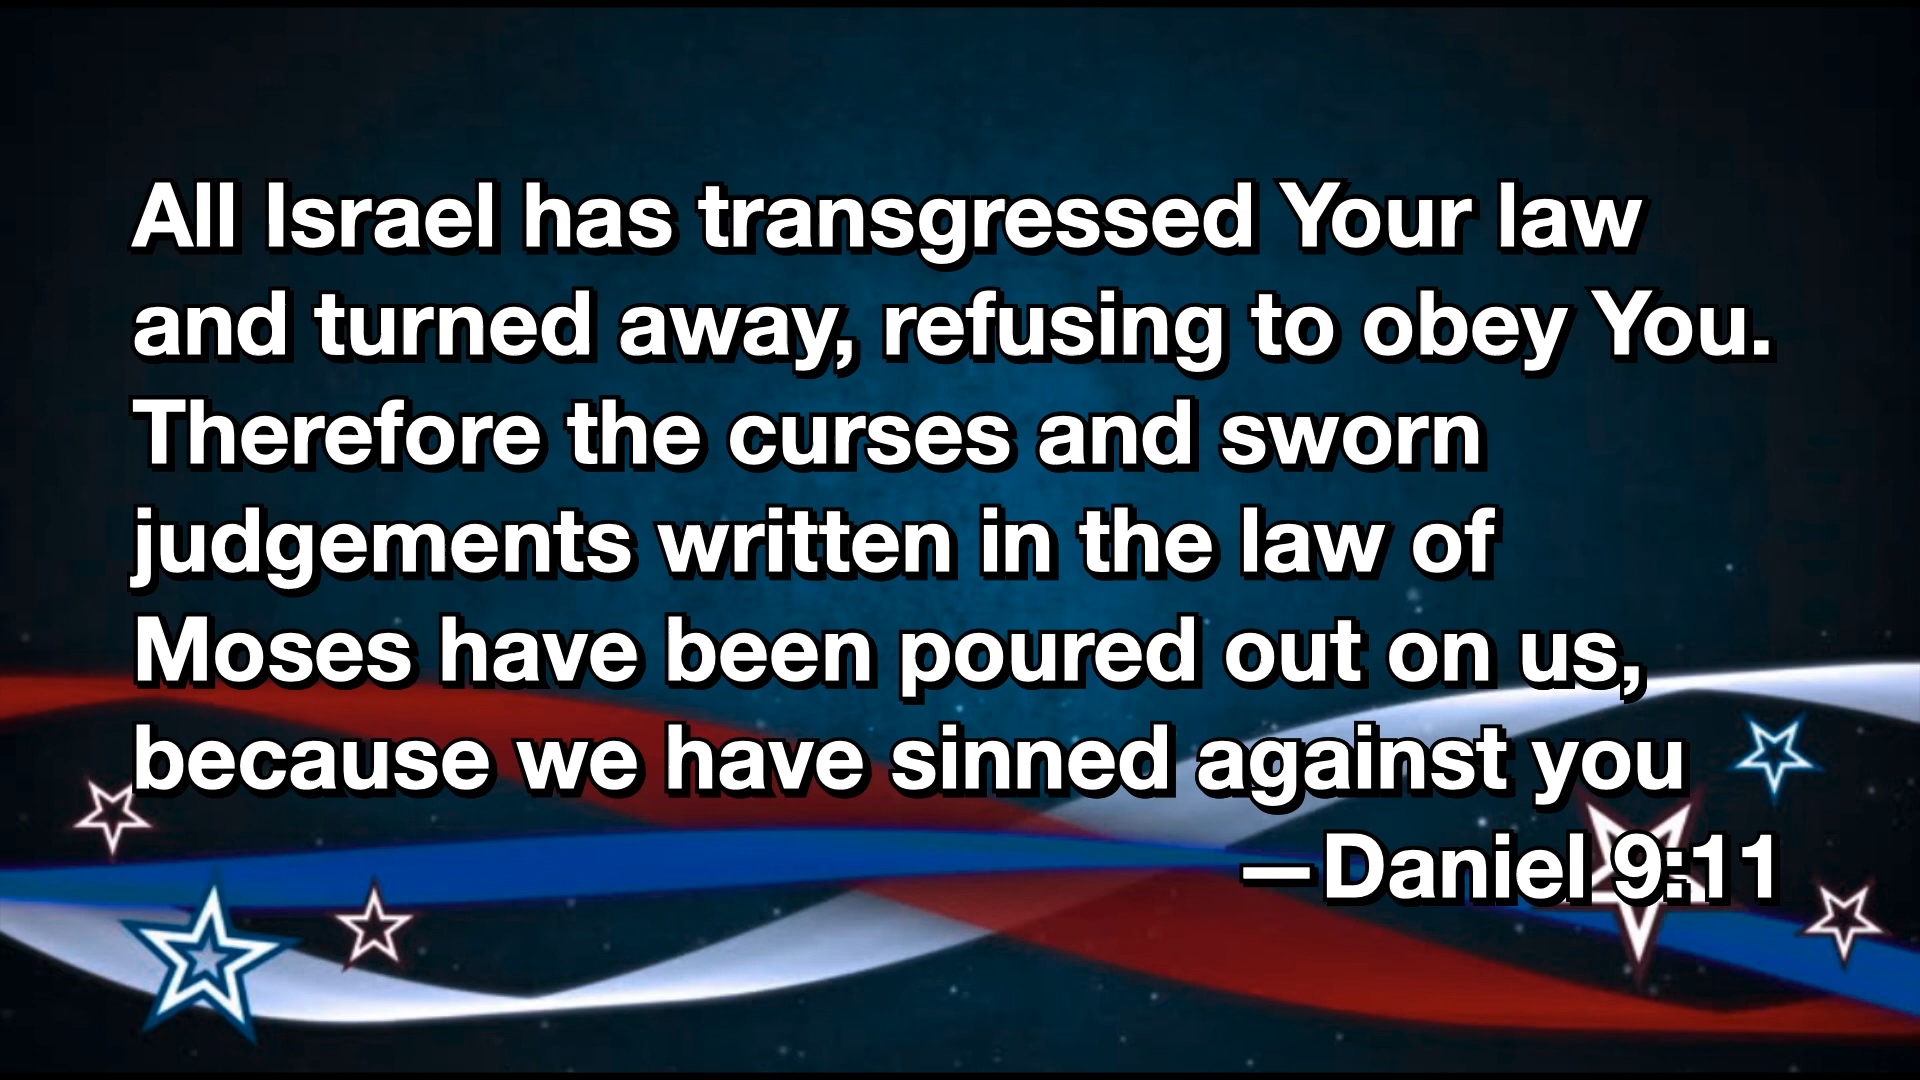 All Israel has transgressed Your law
and turned away, refusing to obey You.
Therefore the curses and sworn
judgements written in the law of
Moses have been poured out on us,
because we have sinned against you
—Daniel 9:11